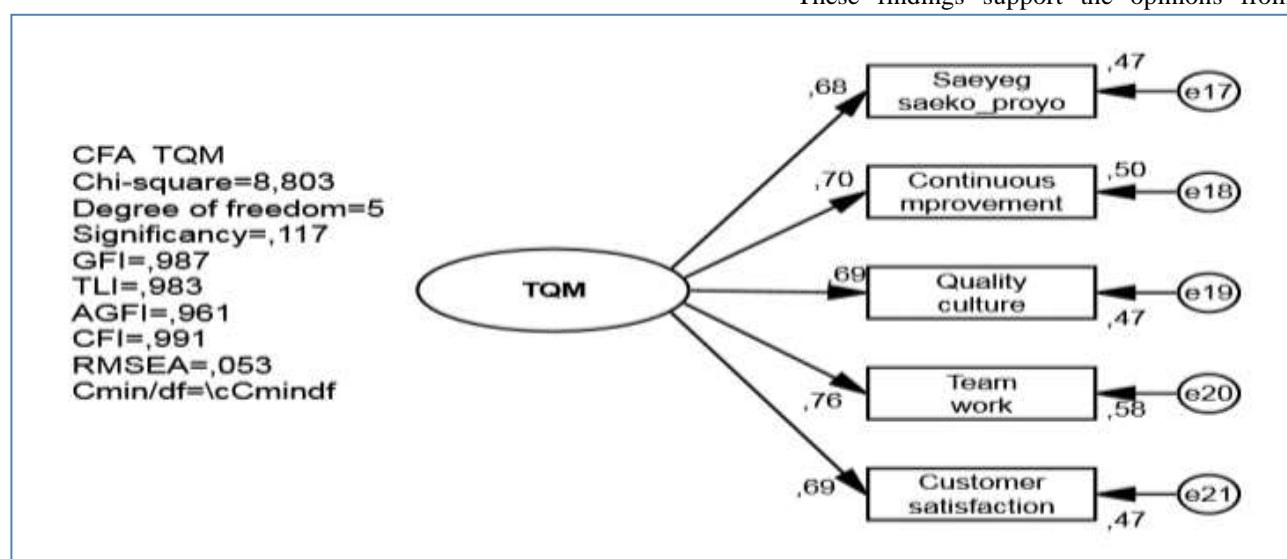 These findings support the opinions from
CFA TQM
Chi-square=8,803
Degree of freedom=5
Significancy=,117
GFI=,987
TLI=,983
AGFI=,961
CFI=,991
RMSEA=,053
Cmin/df=\cCmindf
TQM
,68
Saeyeg
saeko_proyo
,47
e17
,70
Continuous
mprovement
,50
e18
,69
Quality
culture
,47
e19
,76
Team
work
,58
e20
,69
Customer
satisfaction
,47
e21